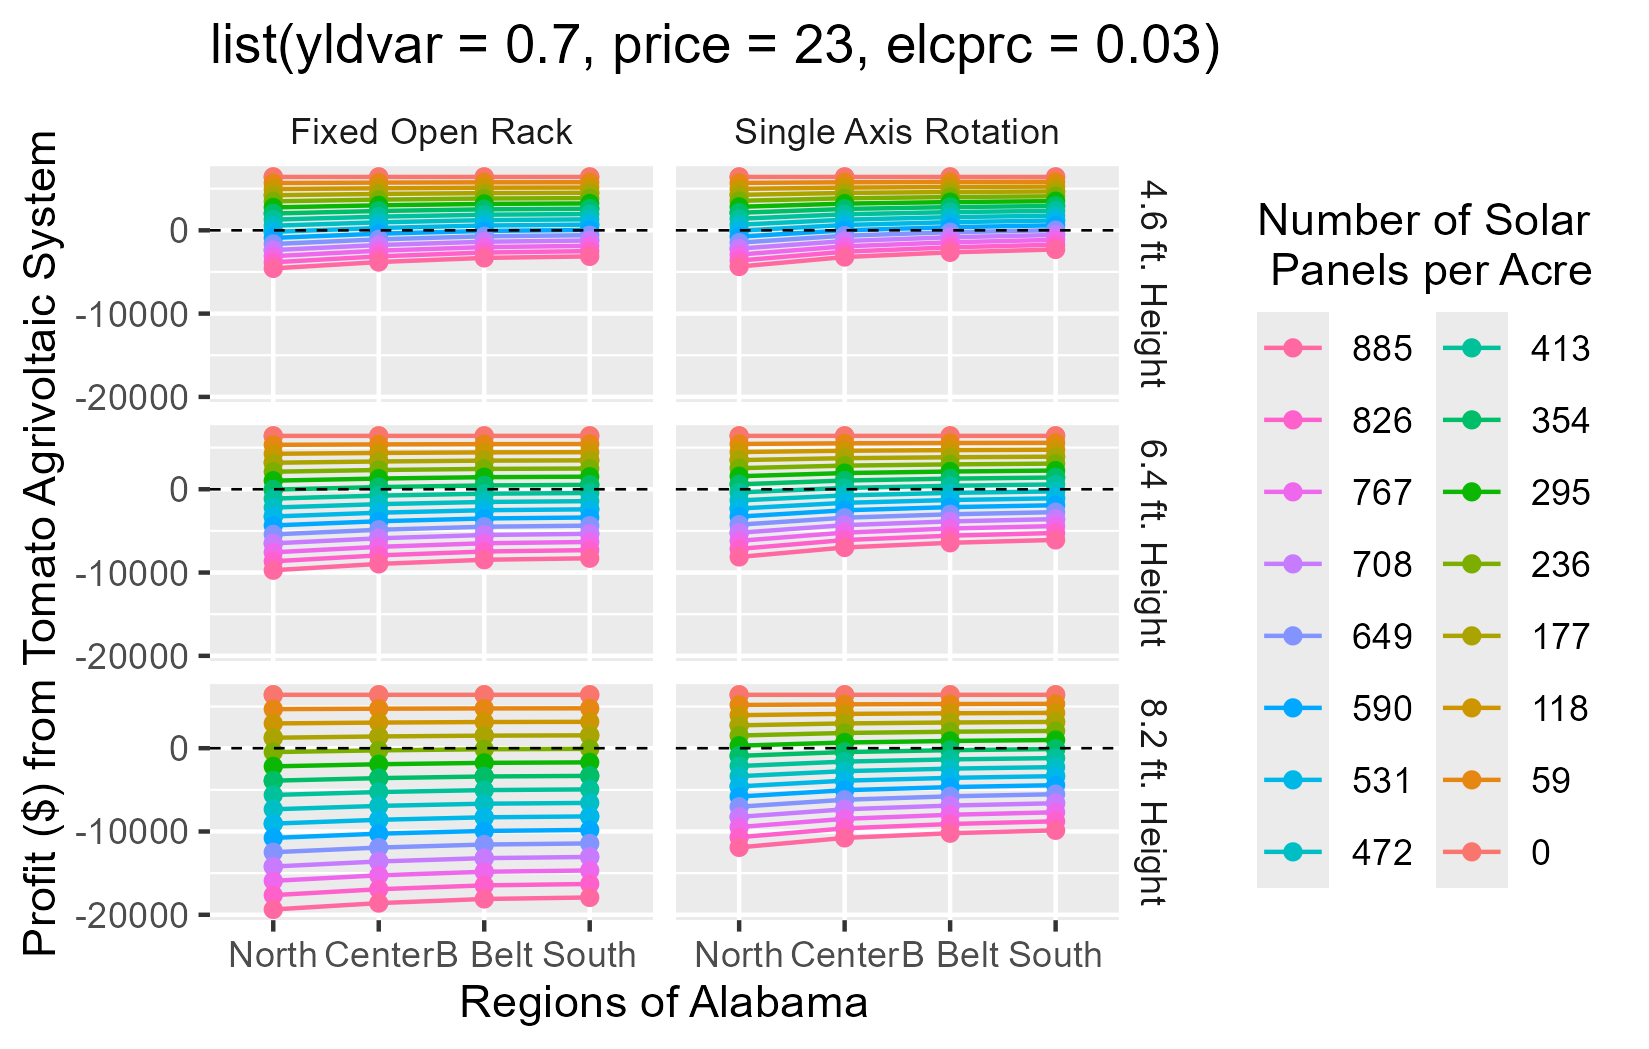 list(yldvar = 0.7, price = 23, elcprc = 0.03)
Fixed Open Rack
Single Axis Rotation
Profit ($) from Tomato Agrivoltaic System
0
-10000
-20000
4.6 ft. Height
0
-10000
-20000
6.4 ft. Height
0
-10000
-20000
8.2 ft. Height
North Center B Belt South
North Center B Belt South
Regions of Alabama
Number of Solar
Panels per Acre
885 413
826 354
767 295
708 236
649 177
590 118
531 59
472 0